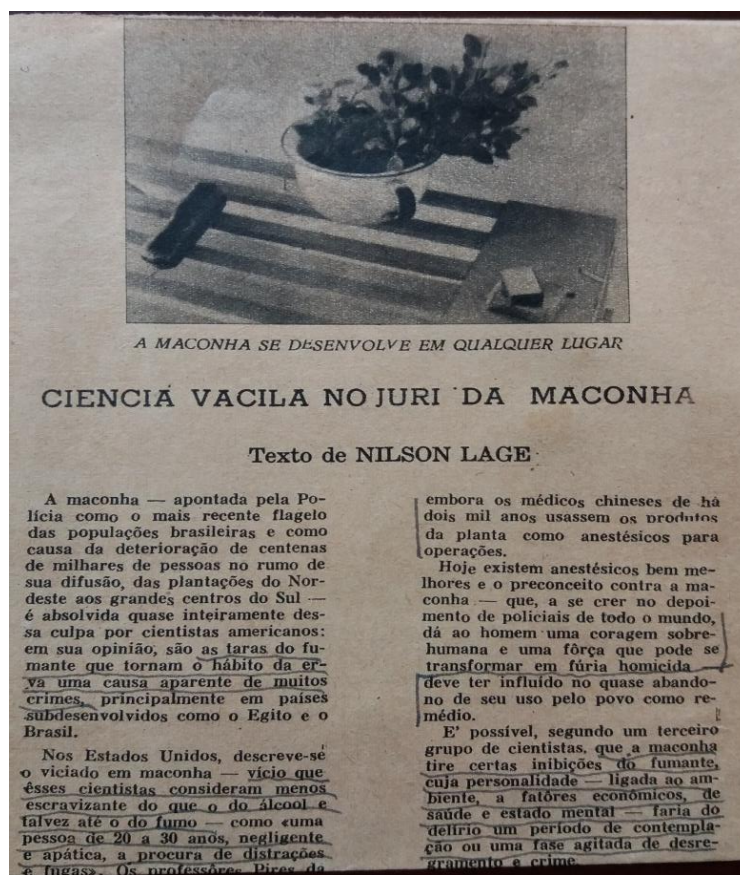 A MACONHA SE DESENVOLVE EM QUALQUER LUGAR
CIENCIA VACILA NO JURI DA MACONHA
Texto de NILSON LAGE
A maconha — apontada pela Po-
lícia como o mais recente flagelo
das populações brasileiras e como
causa da deterioração de centenas
de milhares de pessoas no rumo de
sua difusão, das plantações do Nor-
deste aos grandes centros do Sul —
é absolvida quase inteiramente des-
sa culpa por cientistas americanos:
em sua opinião, são as taras do fu-
mante que tornam o hábito da er-
va uma causa aparente de muitos
crimes, principalmente em países
subdesenvolvidos como o Egito e o
Brasil.
Nos Estados Unidos, descreve-se
o viciado em maconha — vício que
êsses cientistas consideram menos
escravizante do que o do álcool e
talvez até o do fumo — como «uma
pessoa de 20 a 30 anos, negligente
e apática, a procura de distrações
e fugas». Os professôres Pires da
embora os médicos chineses de há
dois mil anos usassem os produtos
da planta como anestésicos para
operações.
Hoje existem anestésicos bem me-
lhores e o preconceito contra a ma-
conha — que, a se crer no depoi-
mento de policiais de todo o mundo,
dá ao homem uma coragem sobre-
humana e uma fôrça que pode se
transformar em fúria homicida —
deve ter influído no quase abando-
no de seu uso pelo povo como re-
médio.
E' possível, segundo um terceiro
grupo de cientistas, que a maconha
tire certas inibições do fumante,
cuja personalidade — ligada ao am-
biente, a fatôres econômicos, de
saúde e estado mental — faria do
delírio um período de contempla-
ção ou uma fase agitada de desre-
gramento e crime.